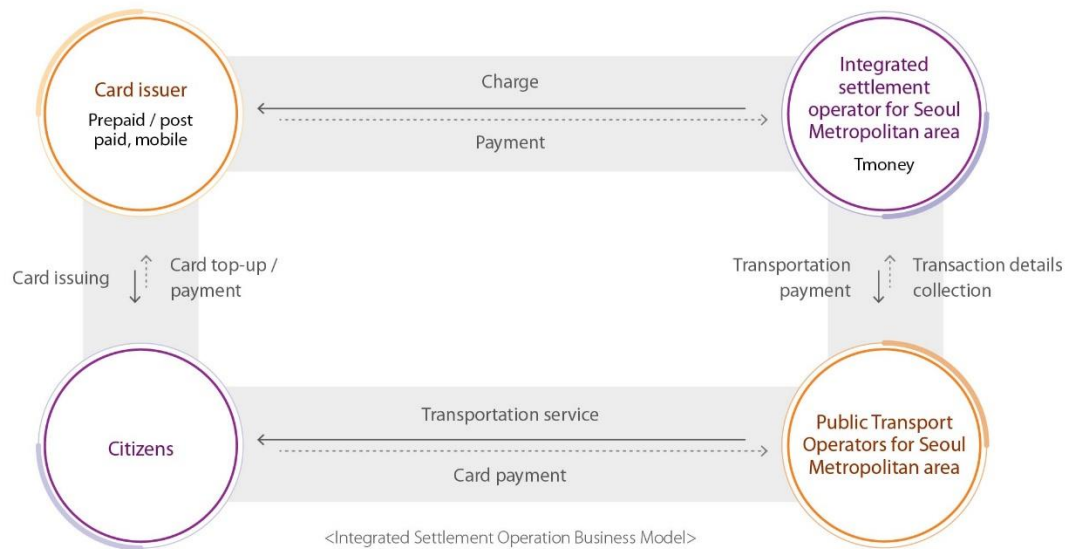 Card issuer
Prepaid / post
paid, mobile
Charge
Payment
Integrated
settlement
operator for Seoul
Metropolitan area
Tmoney
Card issuing
Card top-up /
payment
Transportation
payment
Transaction details
collection
Citizens
Transportation service
Card payment
Public Transport
Operators for Seoul
Metropolitan area
<Integrated Settlement Operation Business Model>